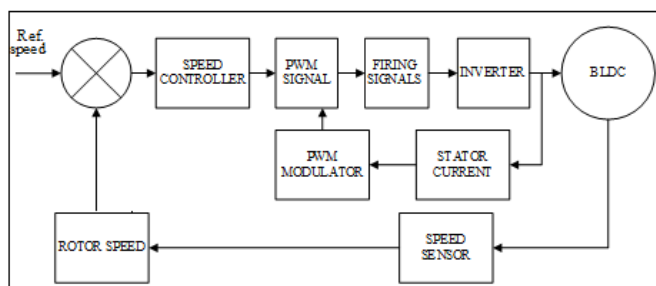 Ref.
speed
SPEED
CONTROLLER
PWM
SIGNAL
FIRING
SIGNALS
INVERTER
BLDC
PWM
MODULATOR
STATOR
CURRENT
ROTOR SPEED
SPEED
SENSOR